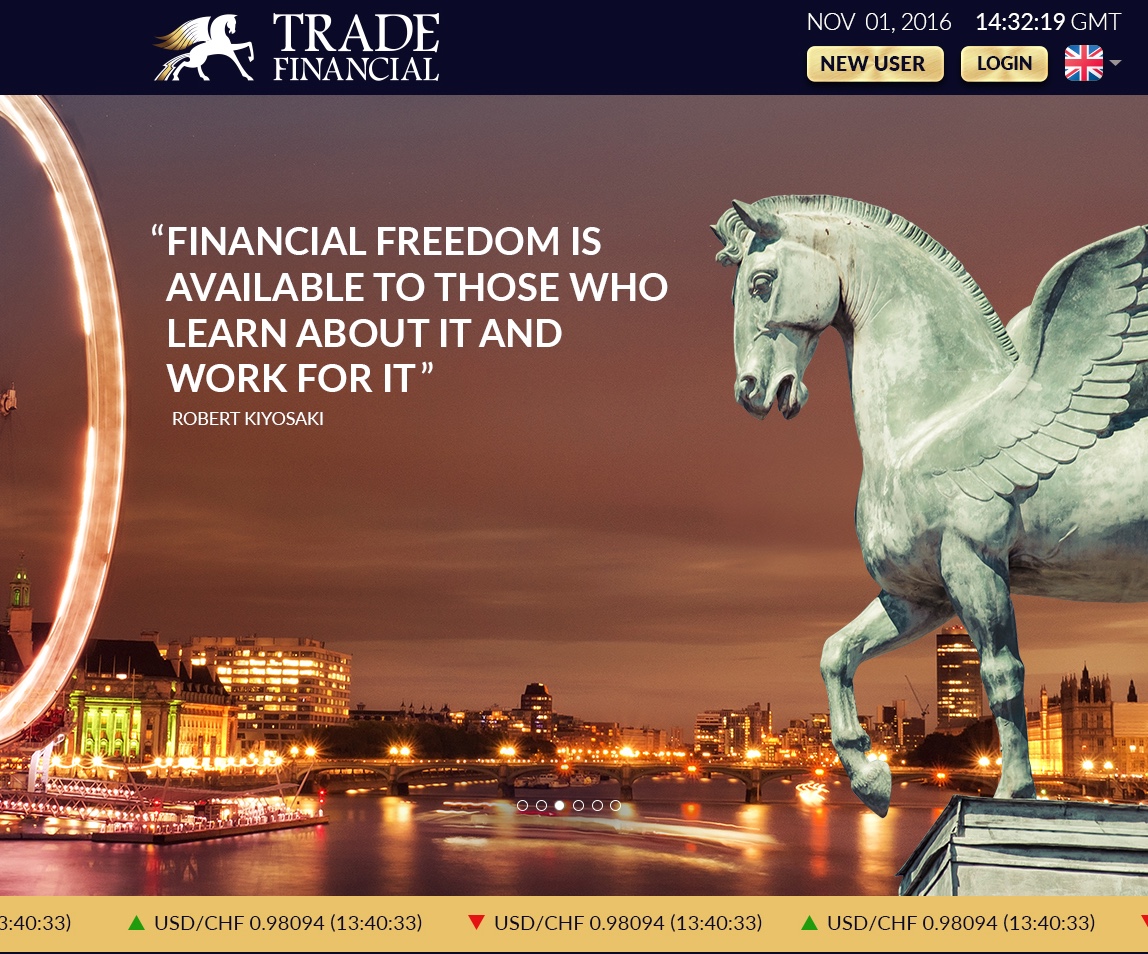 TRADE
FINANCIAL
NOV 01, 2016 14:32:19 GMT
NEW USER LOGIN
“FINANCIAL FREEDOM IS
AVAILABLE TO THOSE WHO
LEARN ABOUT IT AND
WORK FOR IT”
ROBERT KIYOSAKI
3:40:33) ▲ USD/CHF 0.98094 (13:40:33) ▼ USD/CHF 0.98094 (13:40:33) ▲ USD/CHF 0.98094 (13:40:33)